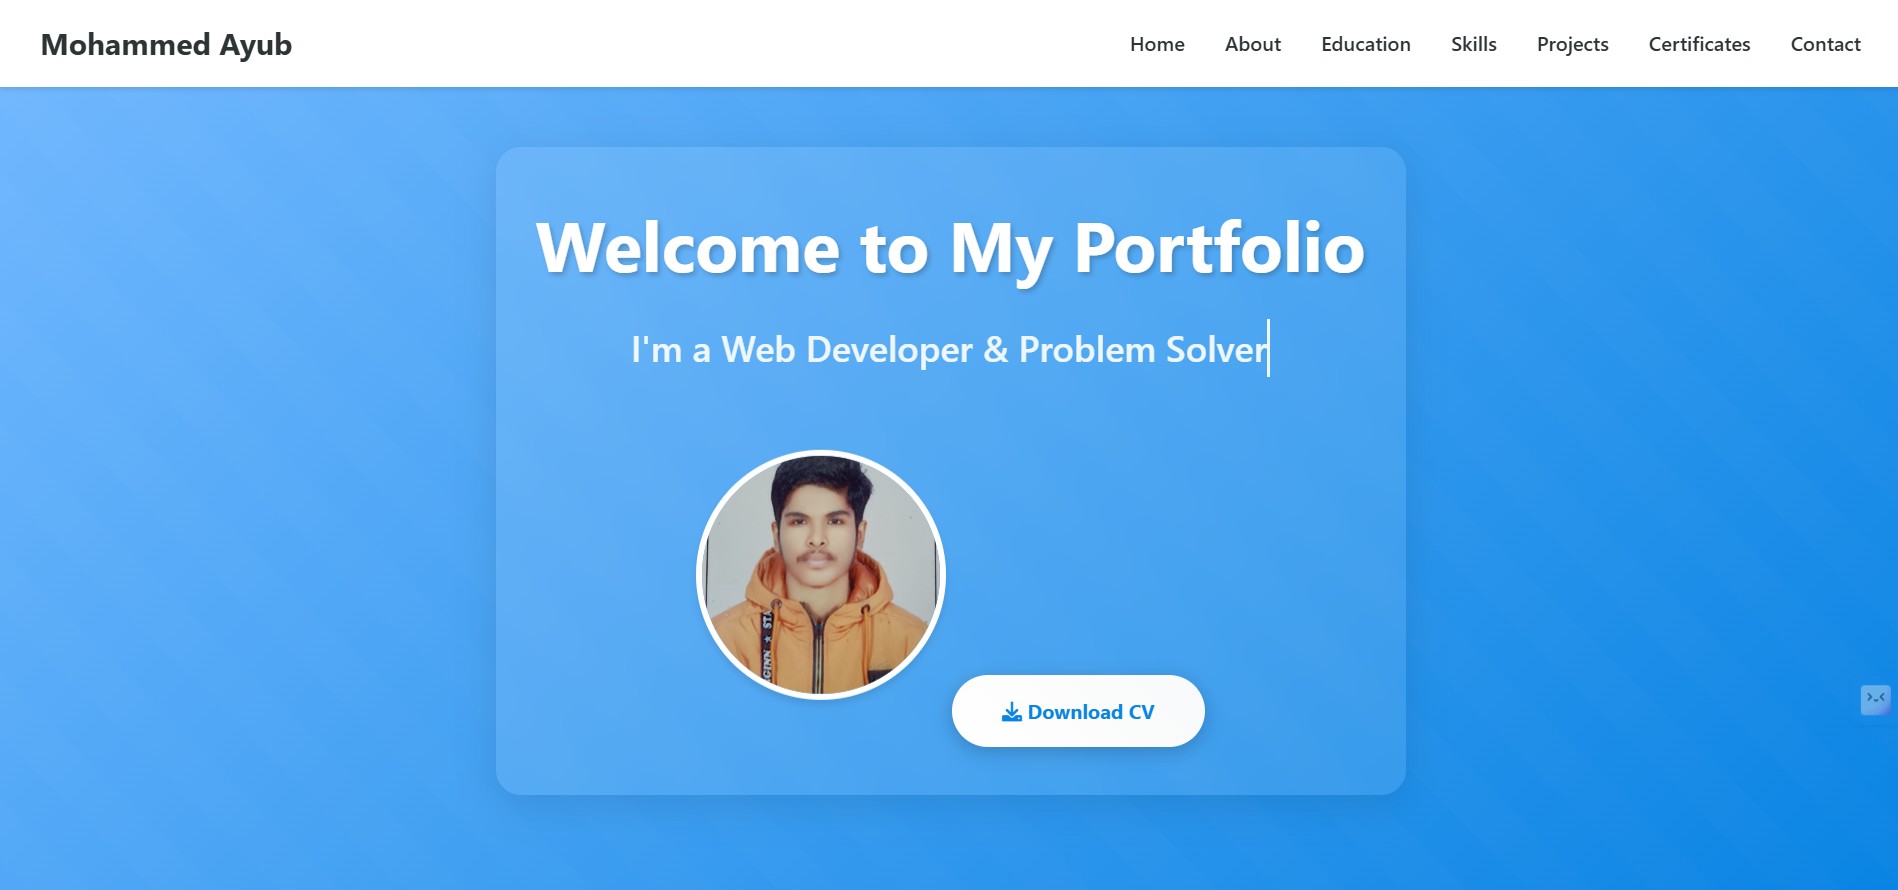 Mohammed Ayub
Home About Education Skills Projects Certificates Contact
Welcome to My Portfolio
I'm a Web Developer & Problem Solver
Download CV